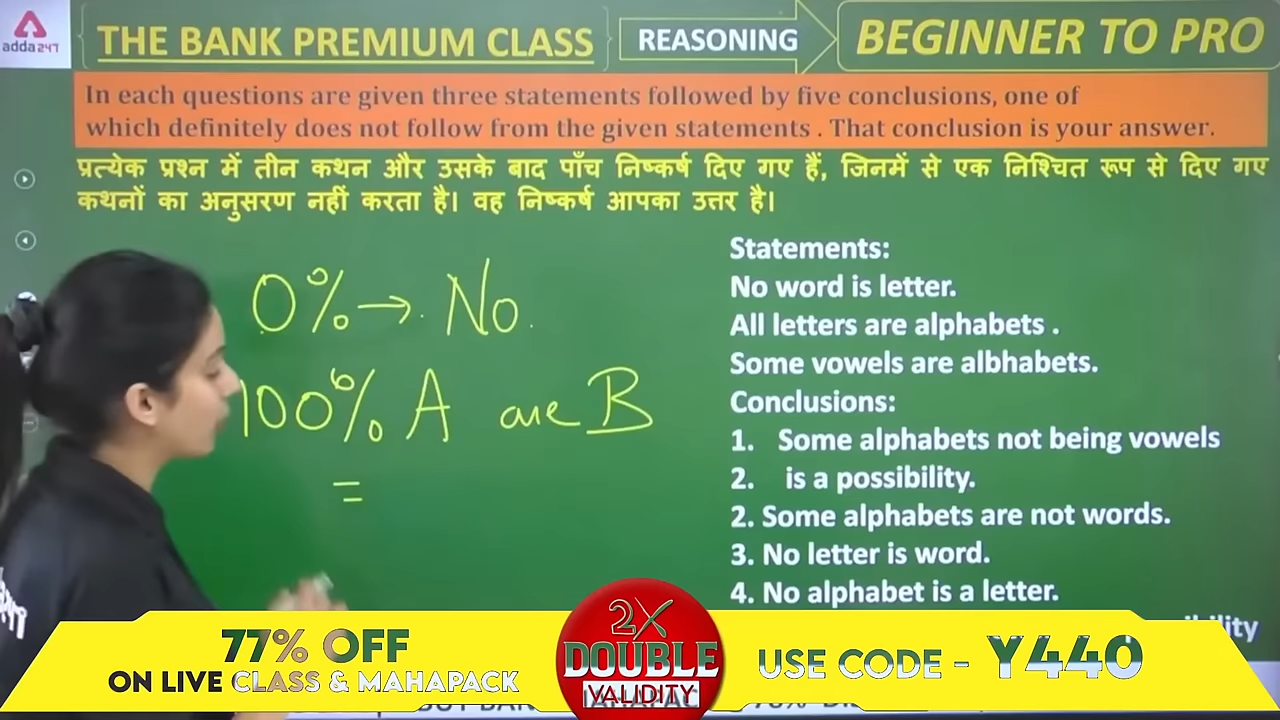 adda247
THE BANK PREMIUM CLASS
REASONING
BEGINNER TO PRO
In each questions are given three statements followed by five conclusions, one of
which definitely does not follow from the given statements . That conclusion is your answer.
प्रत्येक प्रश्न में तीन कथन और उसके बाद पाँच निष्कर्ष दिए गए हैं, जिनमें से एक निश्चित रूप से दिए गए
कथनों का अनुसरण नहीं करता है। वह निष्कर्ष आपका उत्तर है।
0% → No.
100% A are B
=
Statements:
No word is letter.
All letters are alphabets .
Some vowels are albhabets.
Conclusions:
1. Some alphabets not being vowels
2. is a possibility.
2. Some alphabets are not words.
3. No letter is word.
4. No alphabet is a letter.
77% OFF
ON LIVE CLASS & MAHAPACK
2X
DOUBLE
VALIDITY
USE CODE - Y440